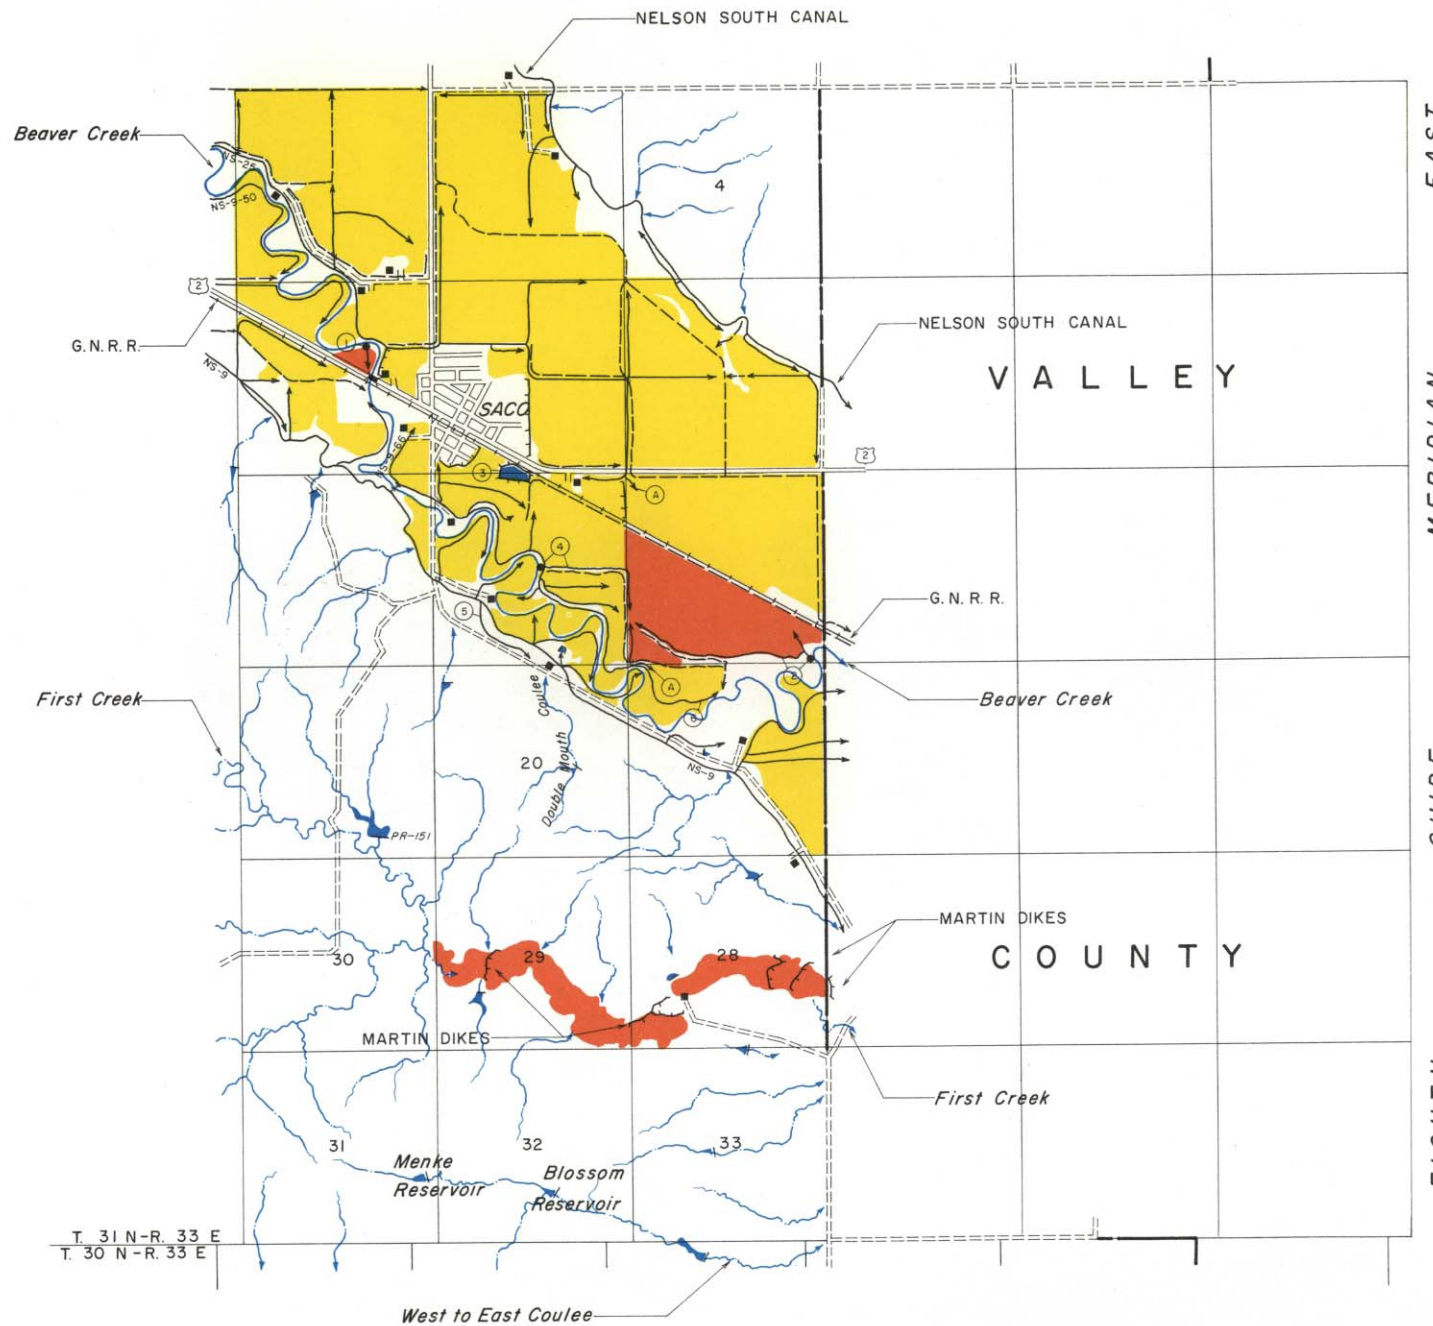 NELSON SOUTH CANAL
Beaver Creek
NS-25
NS-9-50
4
2
G.N.R.R.
NS-9
1
NELSON SOUTH CANAL
VALLEY
SACO
2
3
A
4
5
G.N.R.R.
2
A
6
Beaver Creek
First Creek
Double Mouth Coulee
20
NS-9
PR-151
MARTIN DIKES
COUNTY
30
29
28
MARTIN DIKES
First Creek
31
32
33
Menke
Reservoir
Blossom
Reservoir
T. 31 N-R. 33 E
T. 30 N-R. 33 E
West to East Coulee
EAST
MERIDIAN